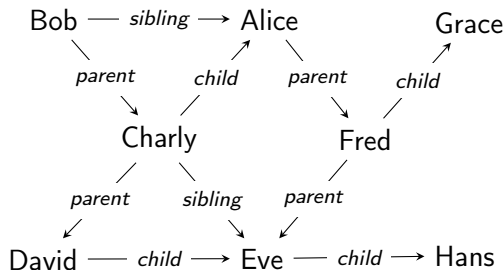 Bob sibling Alice Grace
parent child parent child
Charly Fred
parent sibling parent
David child Eve child Hans